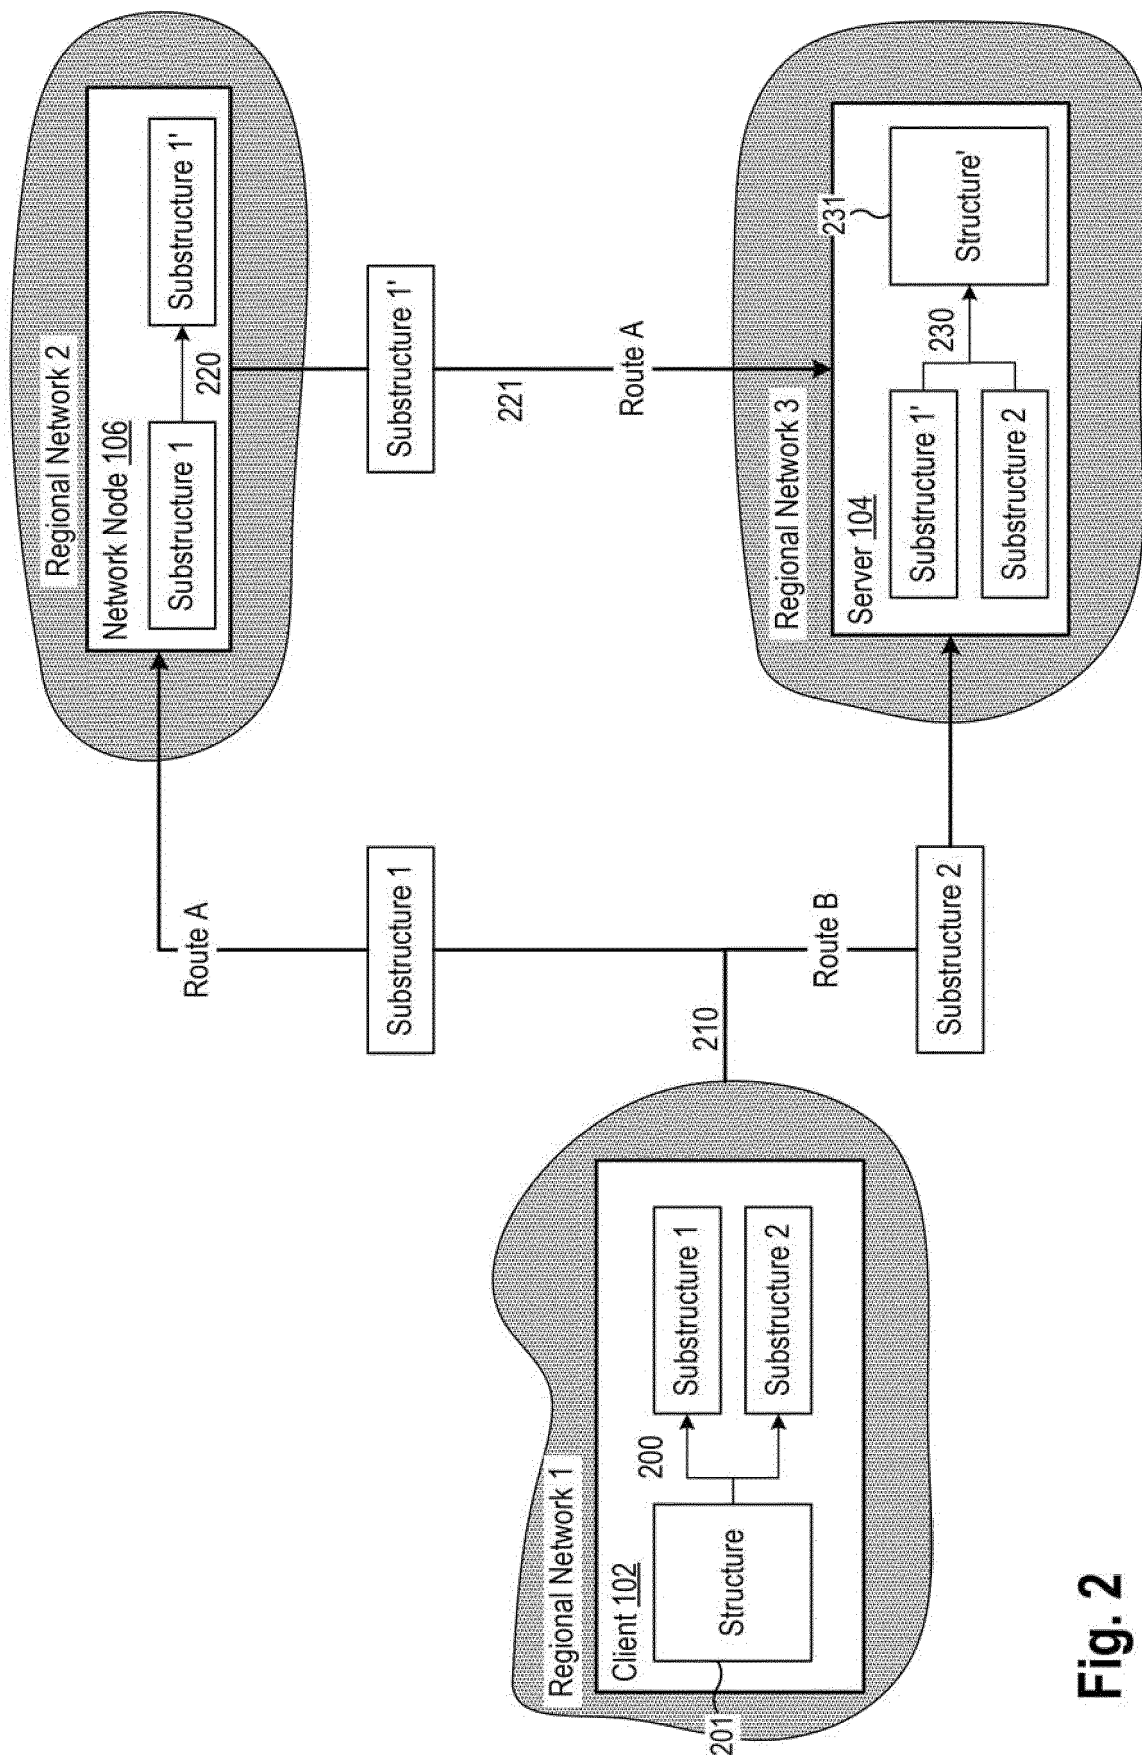 Regional Network 1
Client 102
Structure
201
200
Substructure 1
Substructure 2
210
Route A
Substructure 1
Route B
Substructure 2
Regional Network 2
Network Node 106
Substructure 1
220
Substructure 1'
Substructure 1'
221
Route A
Regional Network 3
Server 104
Substructure 1'
Substructure 2
230
231
Structure'
Fig. 2